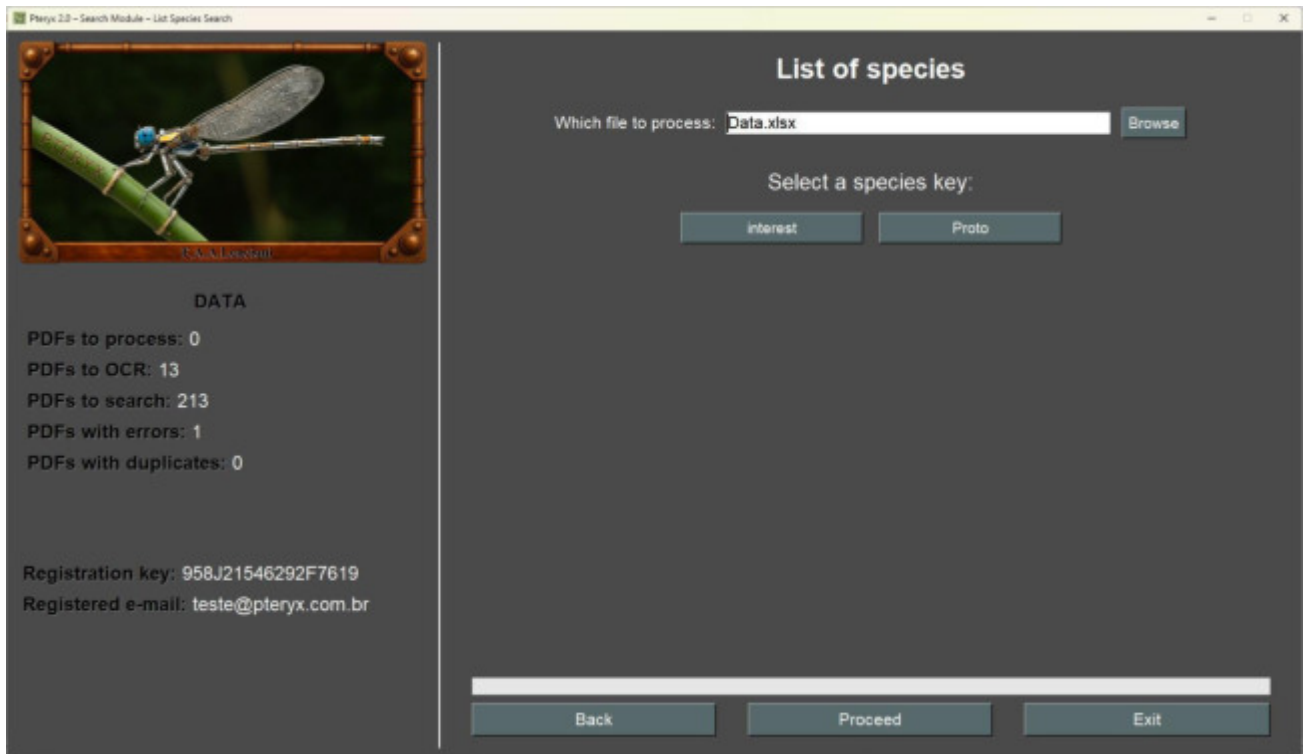 Pteryx 2.0 – Search Module – List Species Search
List of species
Which file to process: Data.xlsx Browse
Select a species key:
interest Proto
DATA
PDFs to process: 0
PDFs to OCR: 13
PDFs to search: 213
PDFs with errors: 1
PDFs with duplicates: 0
Registration key: 958J21546292F7619
Registered e-mail: teste@pteryx.com.br
Back Proceed Exit